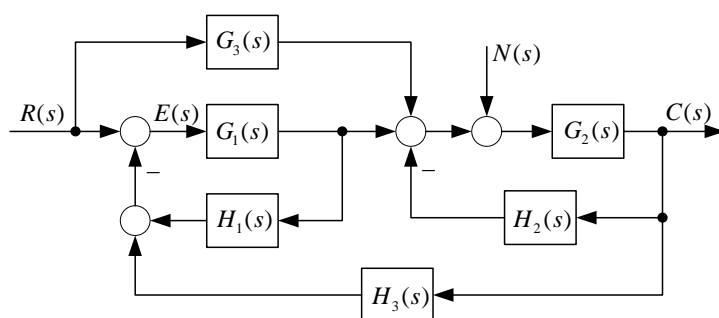 G₃(s)
N(s)
R(s)
E(s)
G₁(s)
G₂(s)
C(s)
−
−
H₁(s)
H₂(s)
H₃(s)